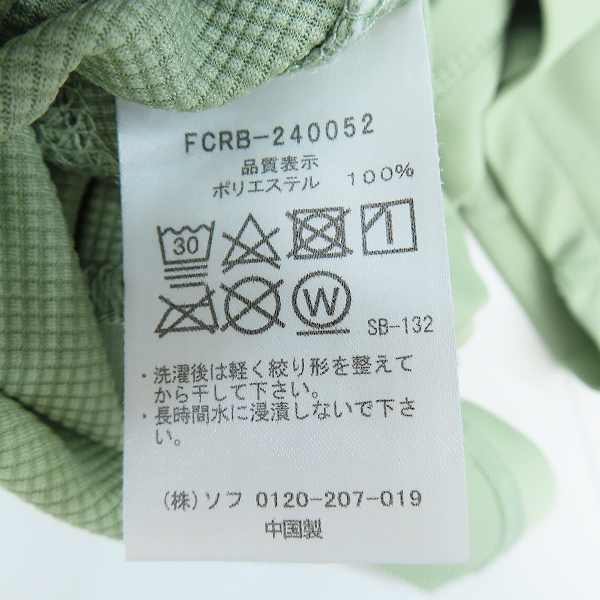 FCRB-240052
品質表示
ポリエステル 100%
30
W
SB-132
・洗濯後は軽く絞り形を整えて
から干して下さい。
・長時間水に浸漬しないで下さ
い。
(株)ソフ 0120-207-019
中国製